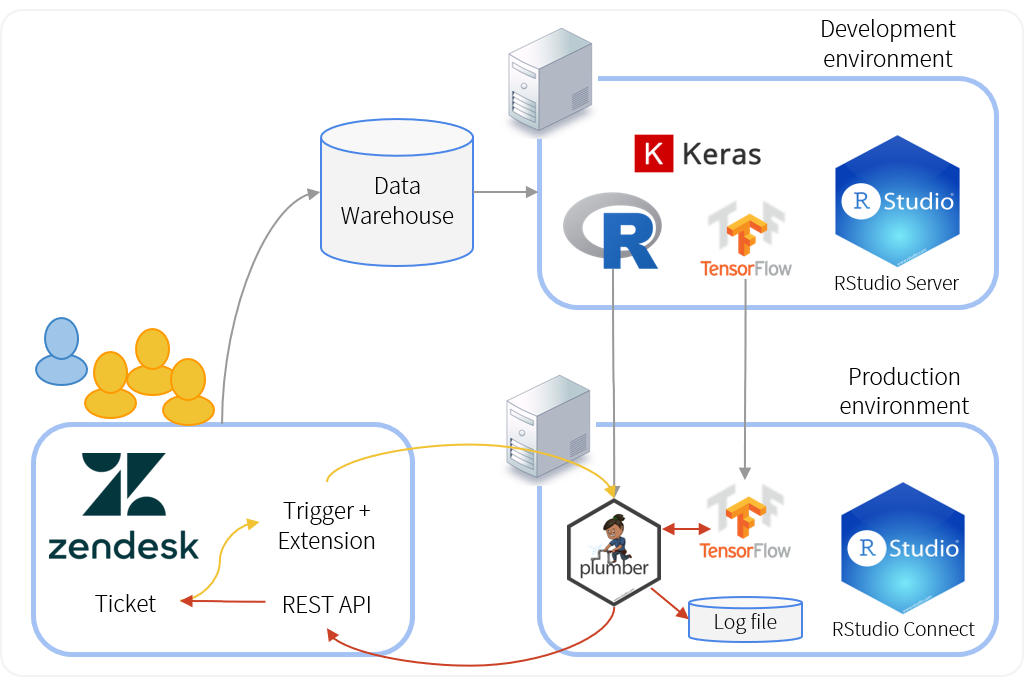 Development
environment
K Keras
Data
Warehouse
R
TensorFlow
R Studio
RStudio Server
Production
environment
zendesk
Trigger +
Extension
Ticket
REST API
plumber
TensorFlow
Log file
R Studio
RStudio Connect